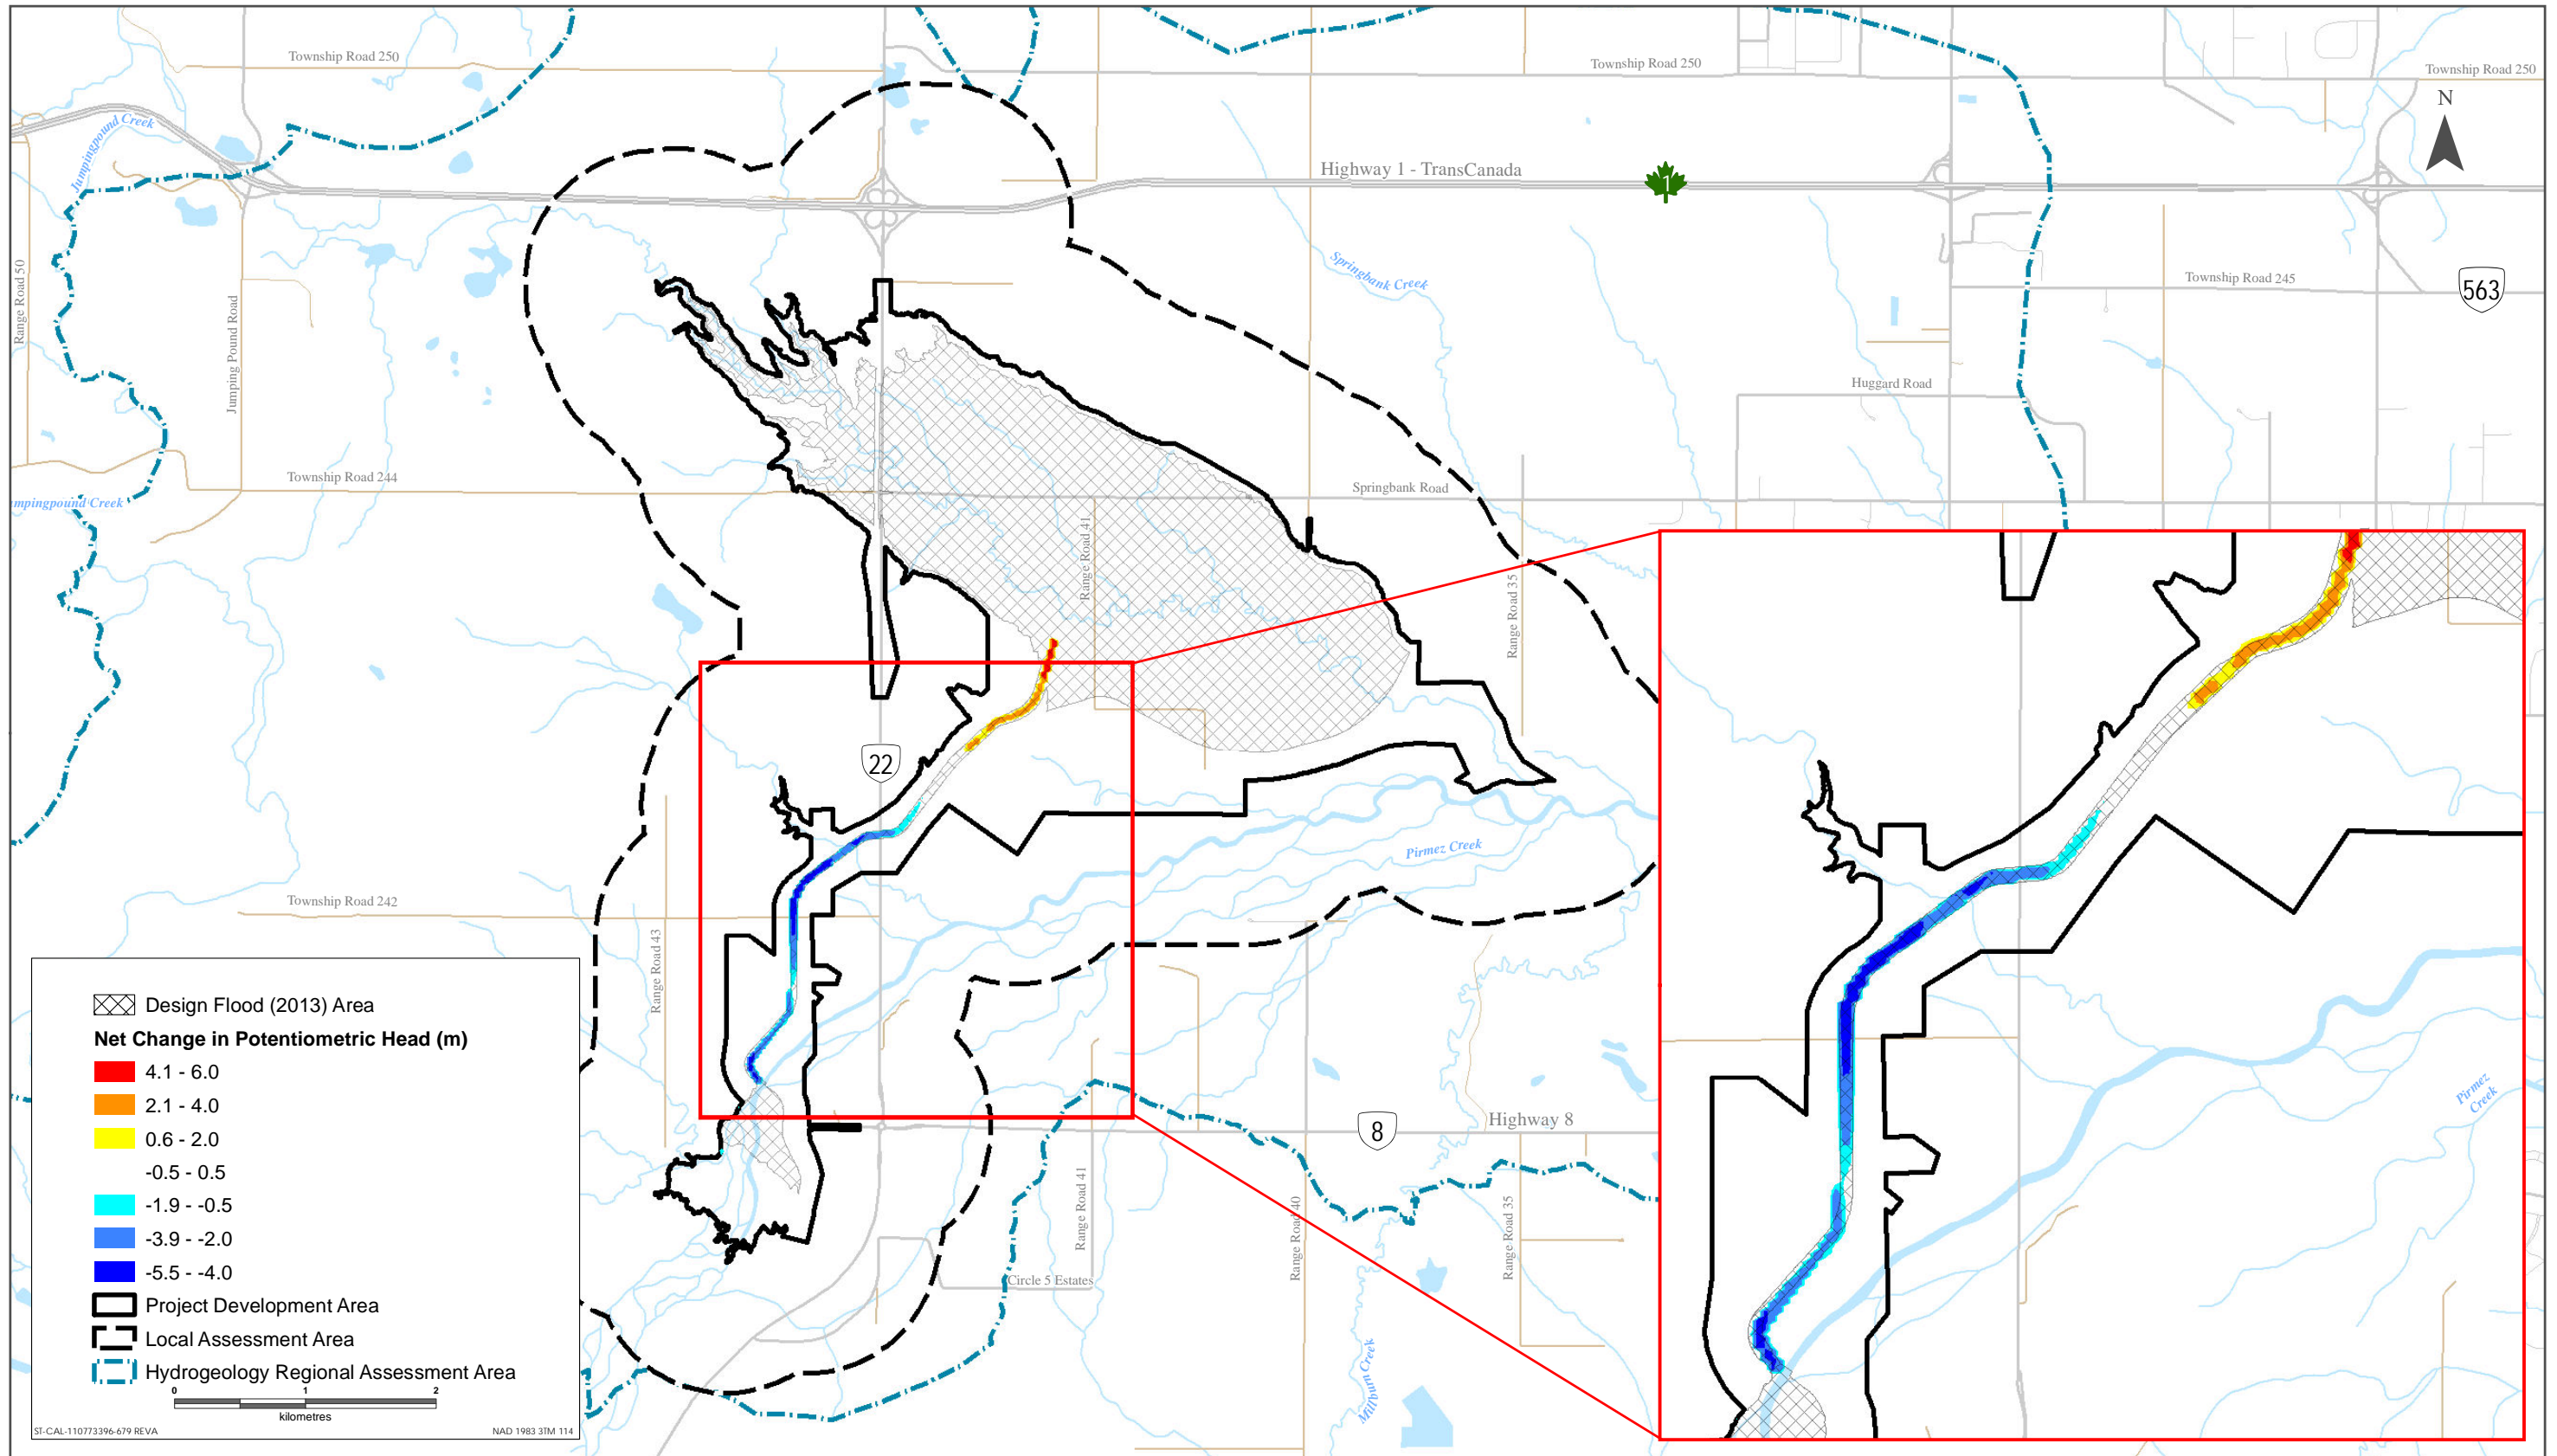 Township Road 250
Township Road 250
Township Road 250
N
Jumpingpound Creek
Highway 1 - TransCanada
1
Range Road 50
Jumping Pound Road
Springbank Creek
Township Road 245
563
Huggard Road
Township Road 244
Springbank Road
umpingpound Creek
Range Road 41
Range Road 35
22
Pirmez Creek
Township Road 242
Range Road 43
Pirmez
Creek
8
Highway 8
Range Road 41
Range Road 40
Range Road 35
Circle 5 Estates
Millburn Creek
Design Flood (2013) Area
Net Change in Potentiometric Head (m)
4.1 - 6.0
2.1 - 4.0
0.6 - 2.0
-0.5 - 0.5
-1.9 - -0.5
-3.9 - -2.0
-5.5 - -4.0
Project Development Area
Local Assessment Area
Hydrogeology Regional Assessment Area
0 1 2
kilometres
ST-CAL-110773396-679 REVA
NAD 1983 3TM 114